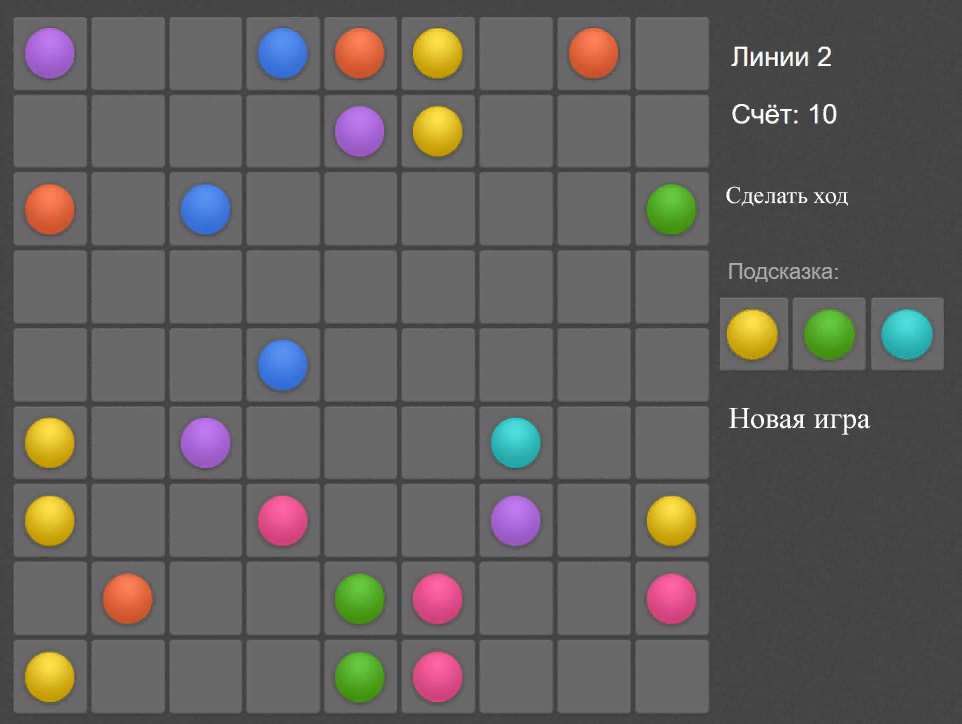 Линии 2
Счёт: 10
Сделать ход
Подсказка:
Новая игра